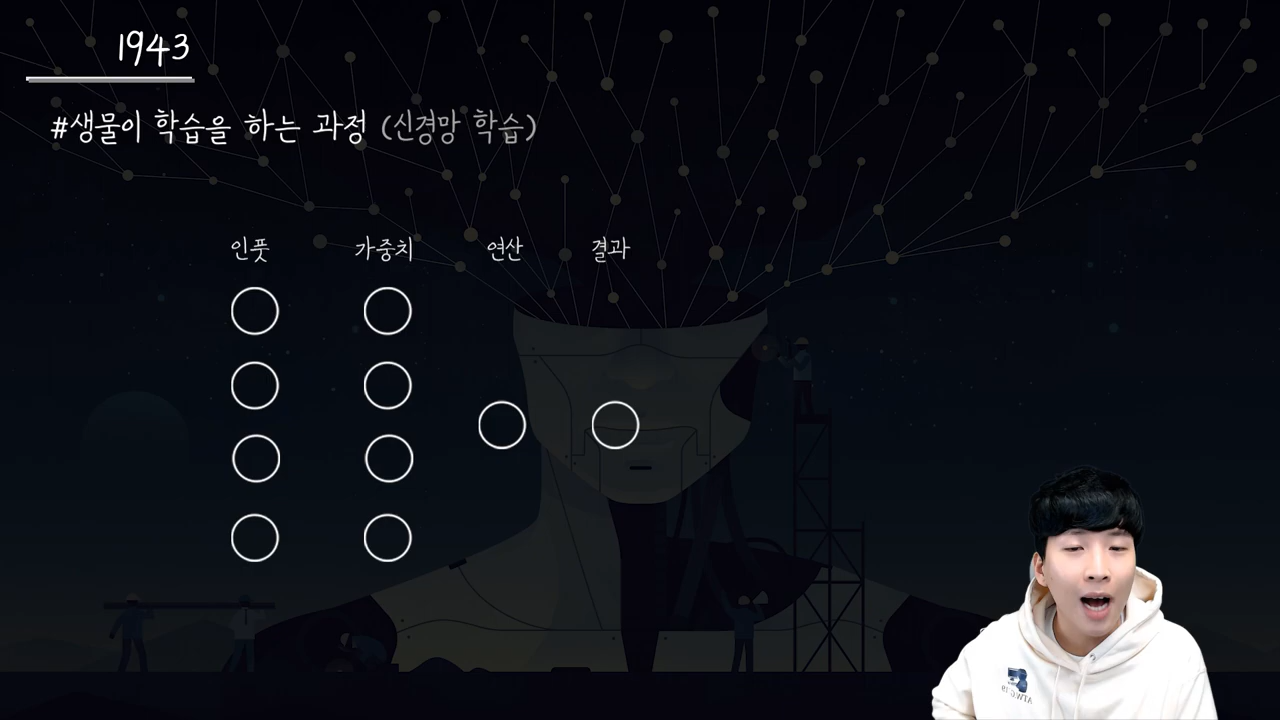 1943
#생물이 학습을 하는 과정 (신경망 학습)
인풋 가중치 연산 결과